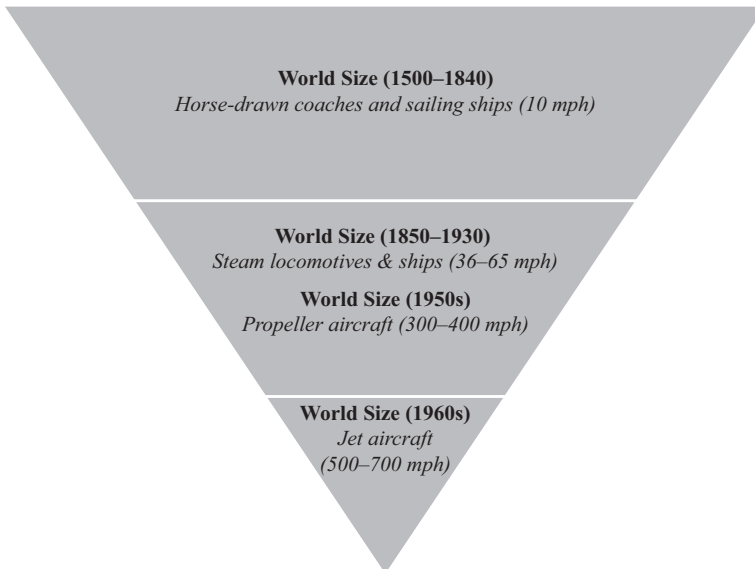 World Size (1500–1840)
Horse-drawn coaches and sailing ships (10 mph)
World Size (1850–1930)
Steam locomotives & ships (36–65 mph)
World Size (1950s)
Propeller aircraft (300–400 mph)
World Size (1960s)
Jet aircraft
(500–700 mph)